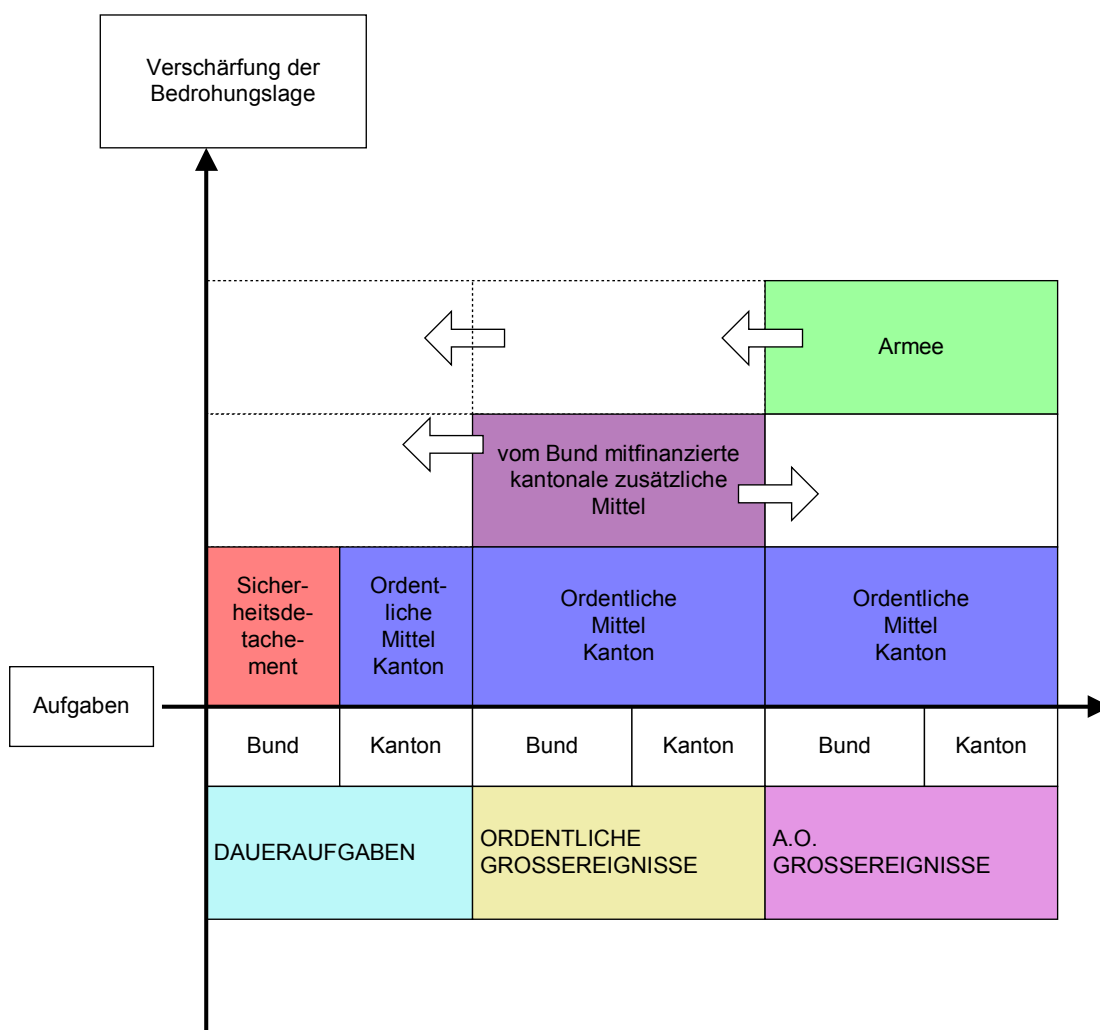 Verschärfung der
Bedrohungslage
Armee
vom Bund mitfinanzierte
kantonale zusätzliche
Mittel
Sicher-
heitsde-
tache-
ment
Ordent-
liche
Mittel
Kanton
Ordentliche
Mittel
Kanton
Ordentliche
Mittel
Kanton
Aufgaben
Bund
Kanton
Bund
Kanton
Bund
Kanton
DAUERAUFGABEN
ORDENTLICHE
GROSSEREIGNISSE
A.O.
GROSSEREIGNISSE